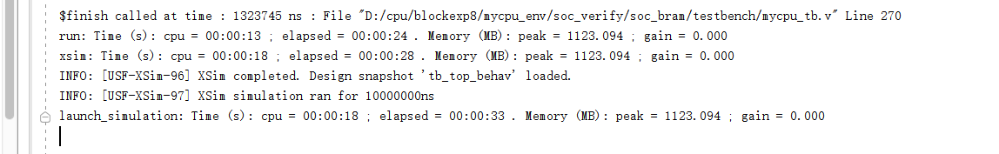 $finish called at time : 1323745 ns : File "D:/cpu/blockexp8/mycpu_env/soc_verify/soc_bram/testbench/mycpu_tb.v" Line 270
run: Time (s): cpu = 00:00:13 ; elapsed = 00:00:24 . Memory (MB): peak = 1123.094 ; gain = 0.000
xsim: Time (s): cpu = 00:00:18 ; elapsed = 00:00:28 . Memory (MB): peak = 1123.094 ; gain = 0.000
INFO: [USF-XSim-96] XSim completed. Design snapshot 'tb_top_behav' loaded.
INFO: [USF-XSim-97] XSim simulation ran for 10000000ns
launch_simulation: Time (s): cpu = 00:00:18 ; elapsed = 00:00:33 . Memory (MB): peak = 1123.094 ; gain = 0.000